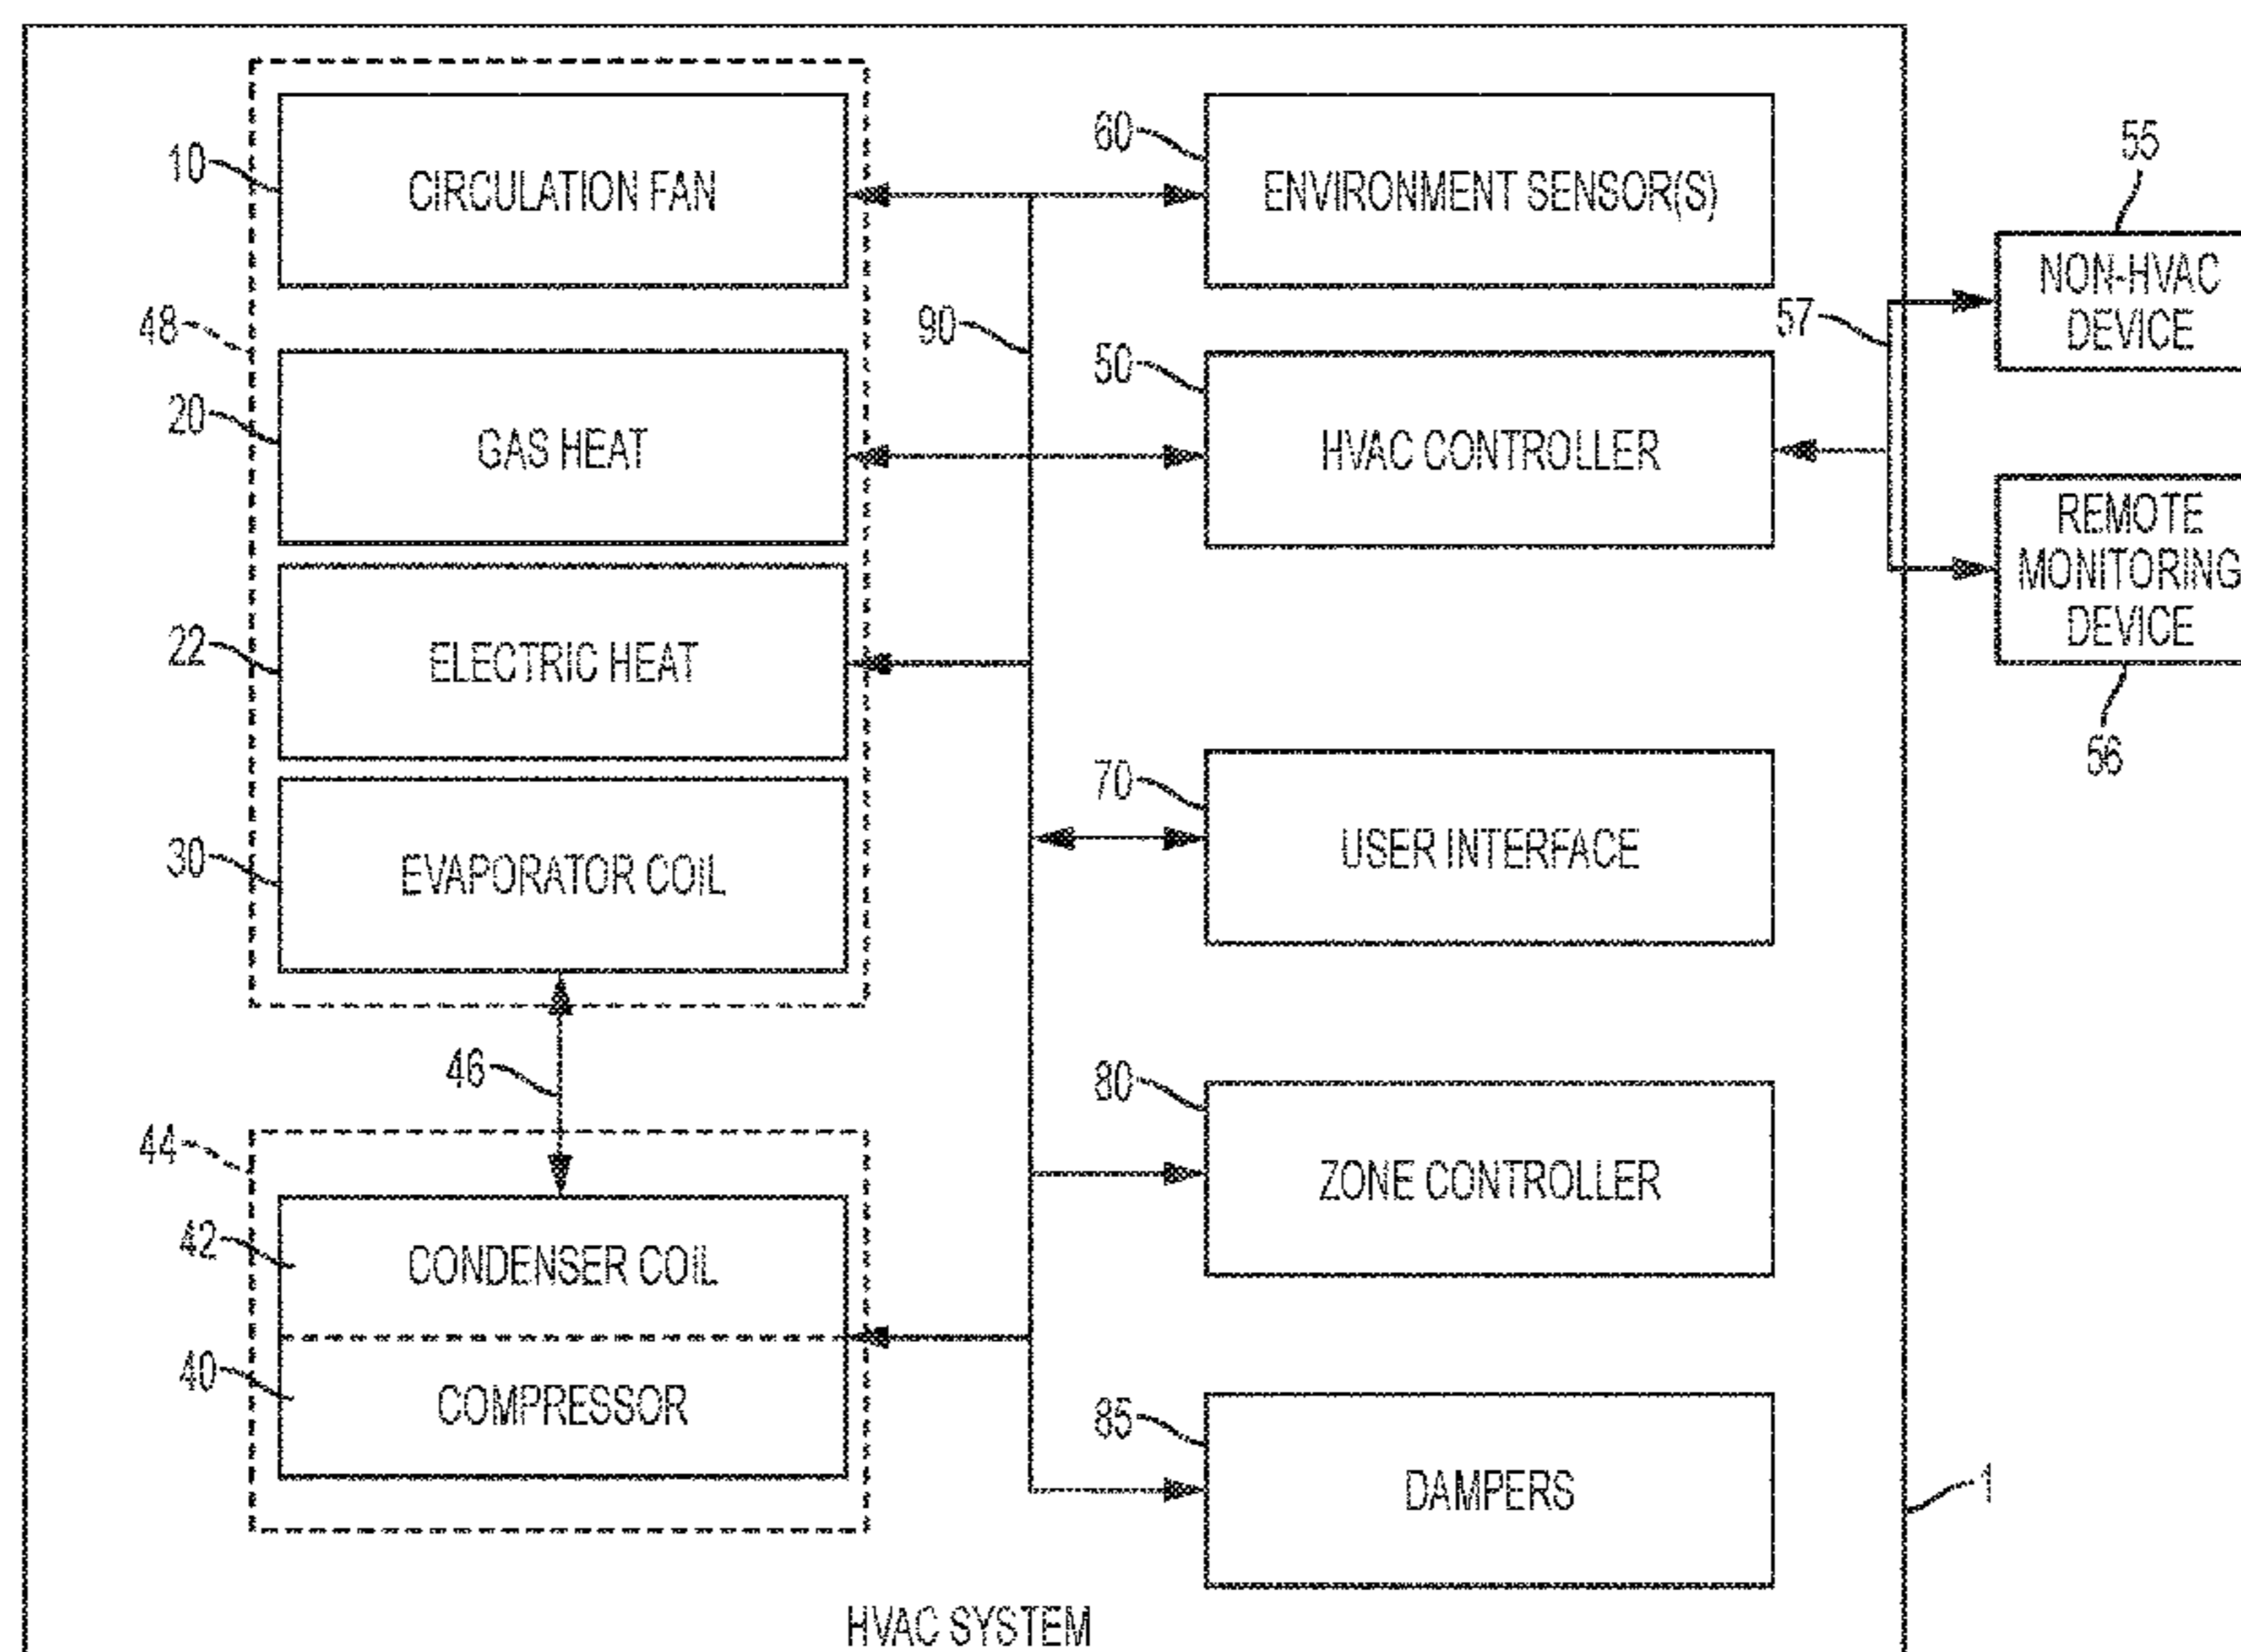 10
CIRCULATION FAN
48
20
GAS HEAT
22
ELECTRIC HEAT
30
EVAPORATOR COIL
46
44
42
CONDENSER COIL
40
COMPRESSOR
90
60
ENVIRONMENT SENSOR(S)
50
HVAC CONTROLLER
70
USER INTERFACE
80
ZONE CONTROLLER
85
DAMPERS
57
55
NON-HVAC
DEVICE
REMOTE
MONITORING
DEVICE
56
1
HVAC SYSTEM